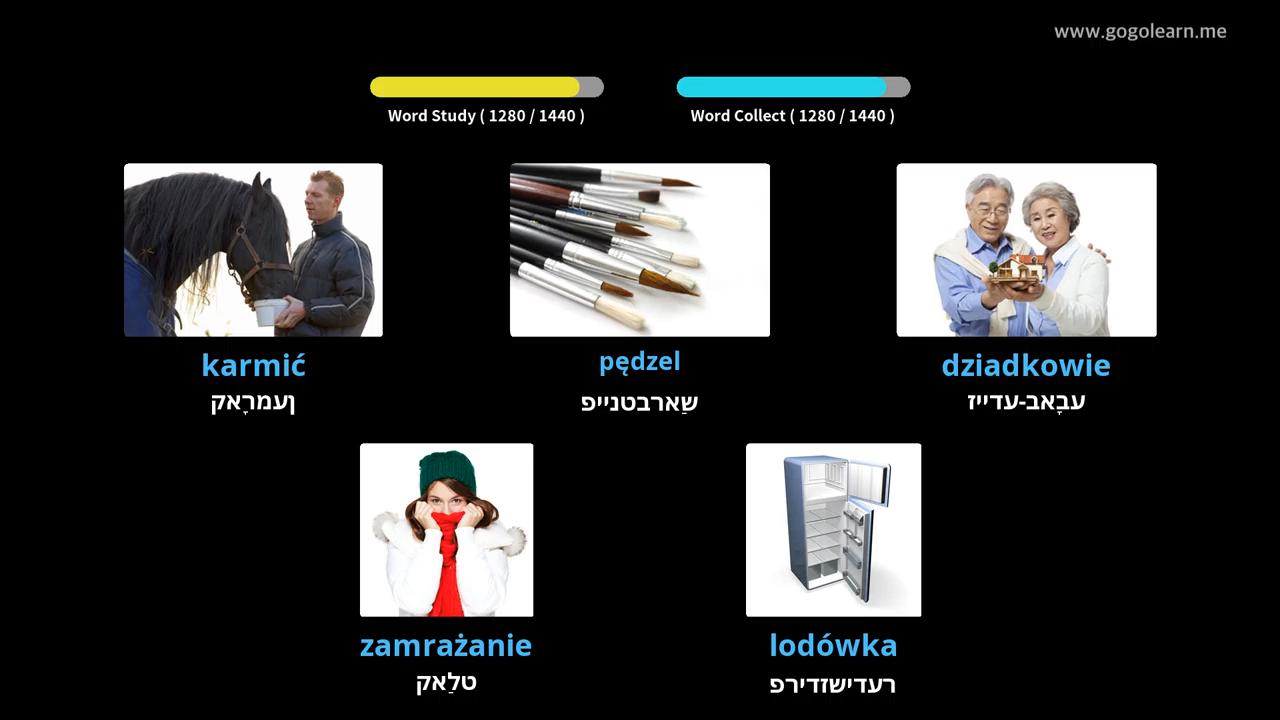 www.gogolearn.me
Word Study ( 1280 / 1440 )
Word Collect ( 1280 / 1440 )
karmić
ןעמרָאק
pędzel
שַארבטנייפ
dziadkowie
עבָאב-עדייז
zamrażanie
טלַאק
lodówka
רעדישזדירפ